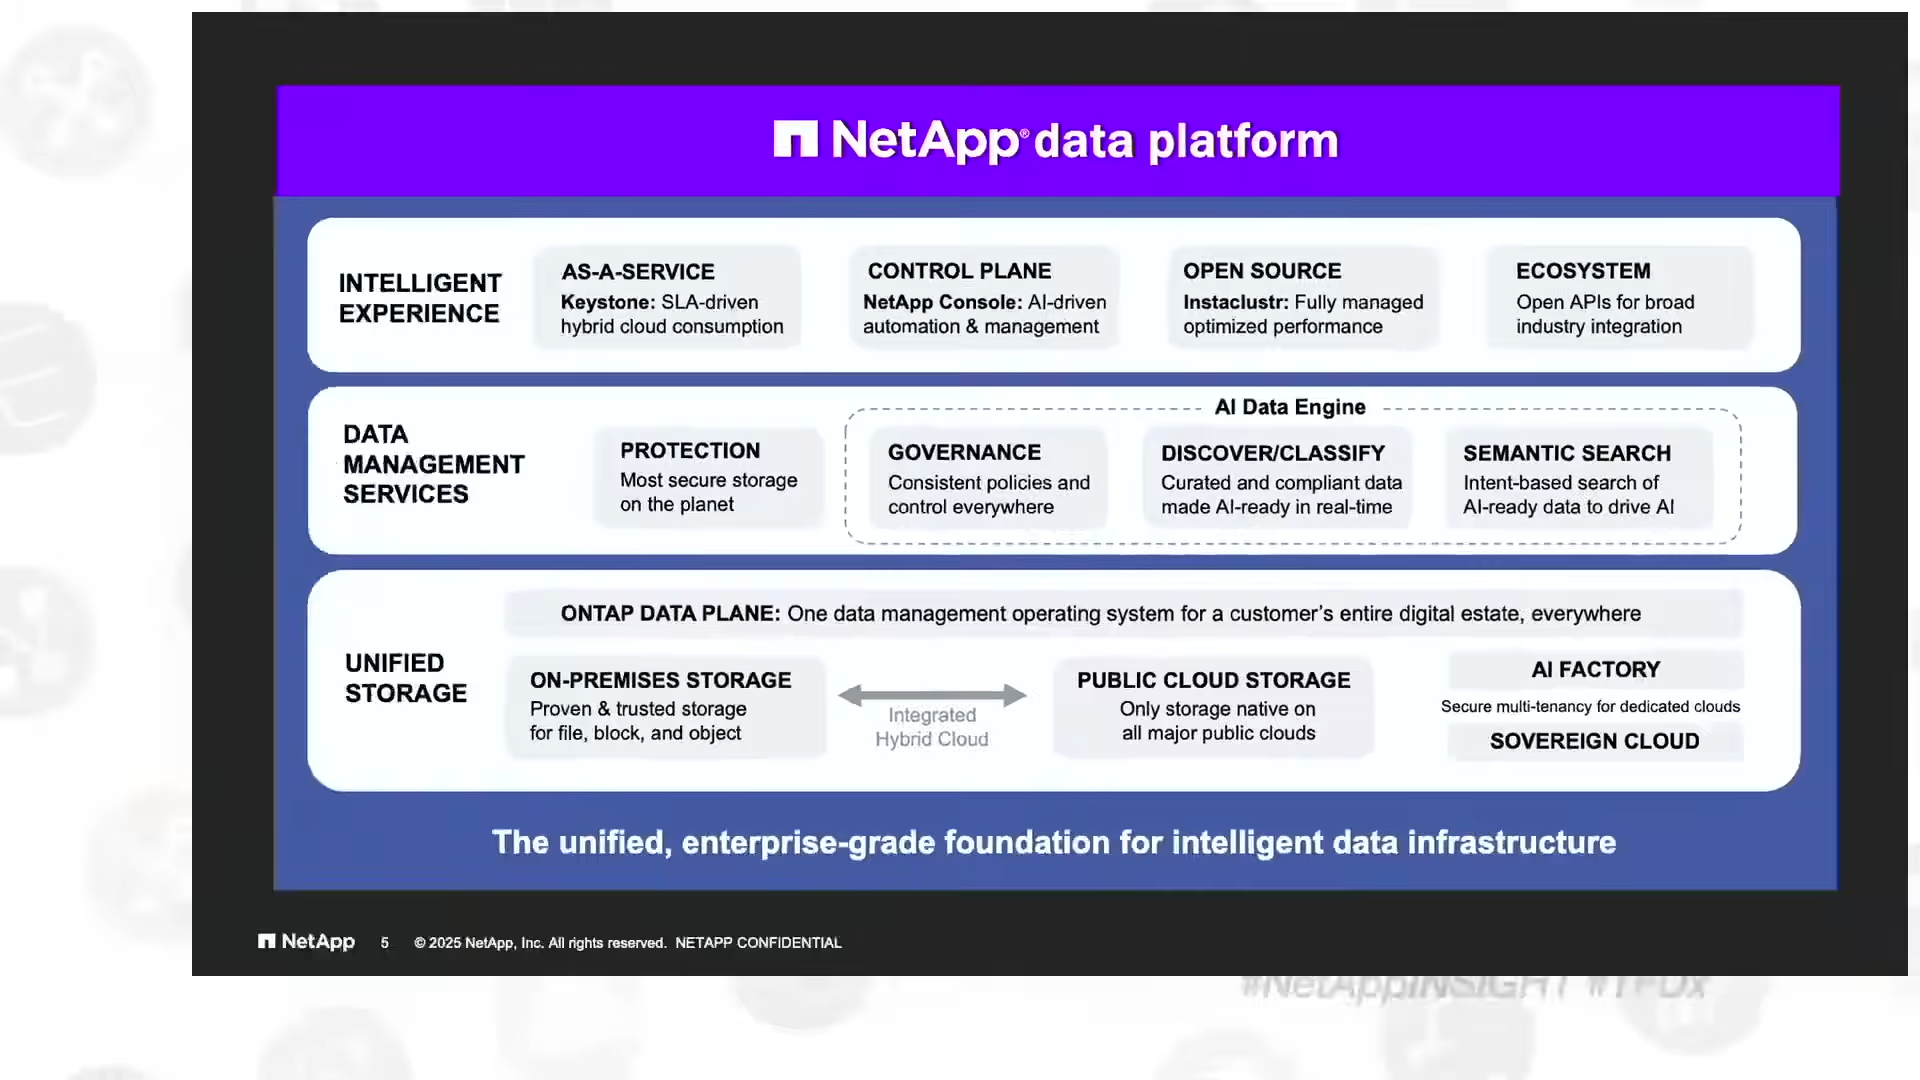 NetApp® data platform
INTELLIGENT
EXPERIENCE
AS-A-SERVICE
Keystone: SLA-driven
hybrid cloud consumption
CONTROL PLANE
NetApp Console: AI-driven
automation & management
OPEN SOURCE
Instaclustr: Fully managed
optimized performance
ECOSYSTEM
Open APIs for broad
industry integration
DATA
MANAGEMENT
SERVICES
PROTECTION
Most secure storage
on the planet
AI Data Engine
GOVERNANCE
Consistent policies and
control everywhere
DISCOVER/CLASSIFY
Curated and compliant data
made AI-ready in real-time
SEMANTIC SEARCH
Intent-based search of
AI-ready data to drive AI
UNIFIED
STORAGE
ONTAP DATA PLANE: One data management operating system for a customer’s entire digital estate, everywhere
ON-PREMISES STORAGE
Proven & trusted storage
for file, block, and object
Integrated
Hybrid Cloud
PUBLIC CLOUD STORAGE
Only storage native on
all major public clouds
AI FACTORY
Secure multi-tenancy for dedicated clouds
SOVEREIGN CLOUD
The unified, enterprise-grade foundation for intelligent data infrastructure
NetApp 5 © 2025 NetApp, Inc. All rights reserved. NETAPP CONFIDENTIAL
#NetAppINSIGHT #TFDx